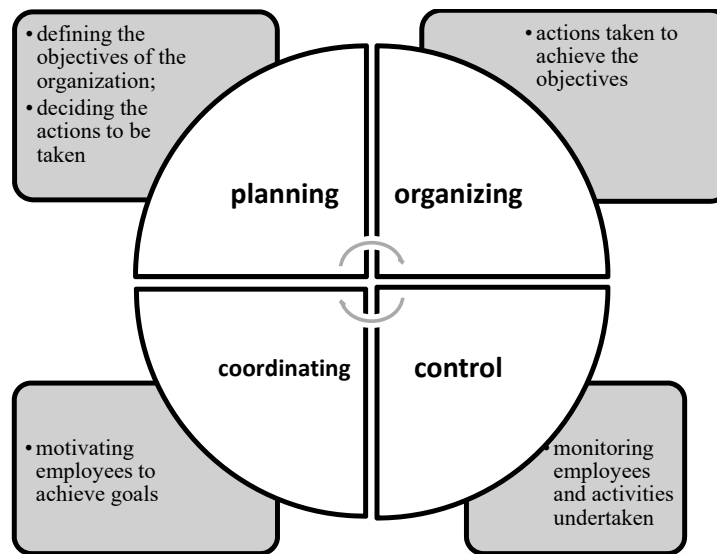 • defining the
objectives of the
organization;
• deciding the
actions to be
taken
• actions taken to
achieve the
objectives
planning
organizing
coordinating
control
• motivating
employees to
achieve goals
• monitoring
employees
and activities
undertaken